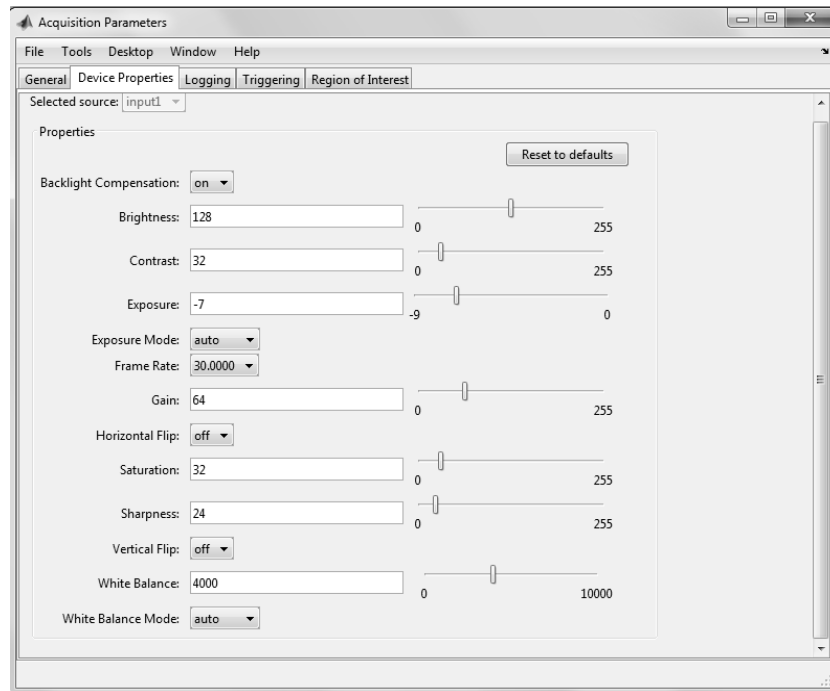 Acquisition Parameters
File Tools Desktop Window Help
General Device Properties Logging Triggering Region of Interest
Selected source: input1
Properties
Reset to defaults
Backlight Compensation: on
Brightness: 128
0 255
Contrast: 32
0 255
Exposure: -7
-9 0
Exposure Mode: auto
Frame Rate: 30.0000
Gain: 64
0 255
Horizontal Flip: off
Saturation: 32
0 255
Sharpness: 24
0 255
Vertical Flip: off
White Balance: 4000
0 10000
White Balance Mode: auto